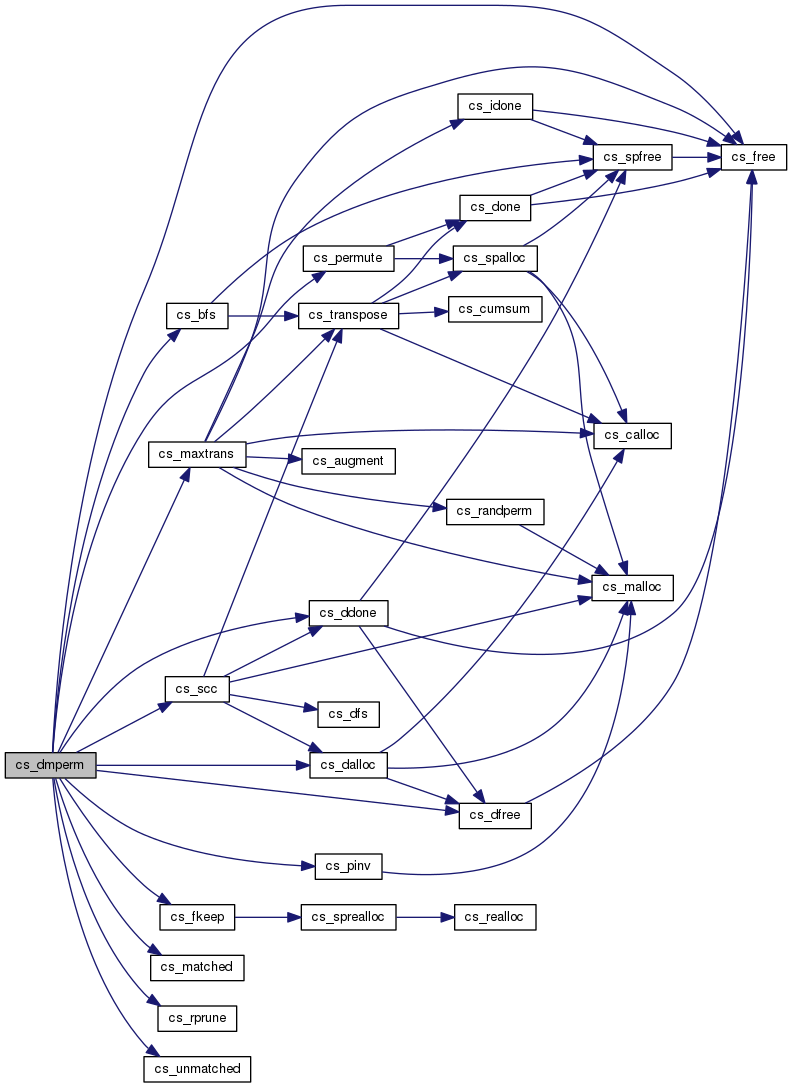 cs_idone
cs_spfree
cs_free
cs_done
cs_permute
cs_spalloc
cs_bfs
cs_transpose
cs_cumsum
cs_calloc
cs_maxtrans
cs_augment
cs_randperm
cs_malloc
cs_ddone
cs_scc
cs_dfs
cs_dmperm
cs_dalloc
cs_dfree
cs_pinv
cs_fkeep
cs_sprealloc
cs_realloc
cs_matched
cs_rprune
cs_unmatched